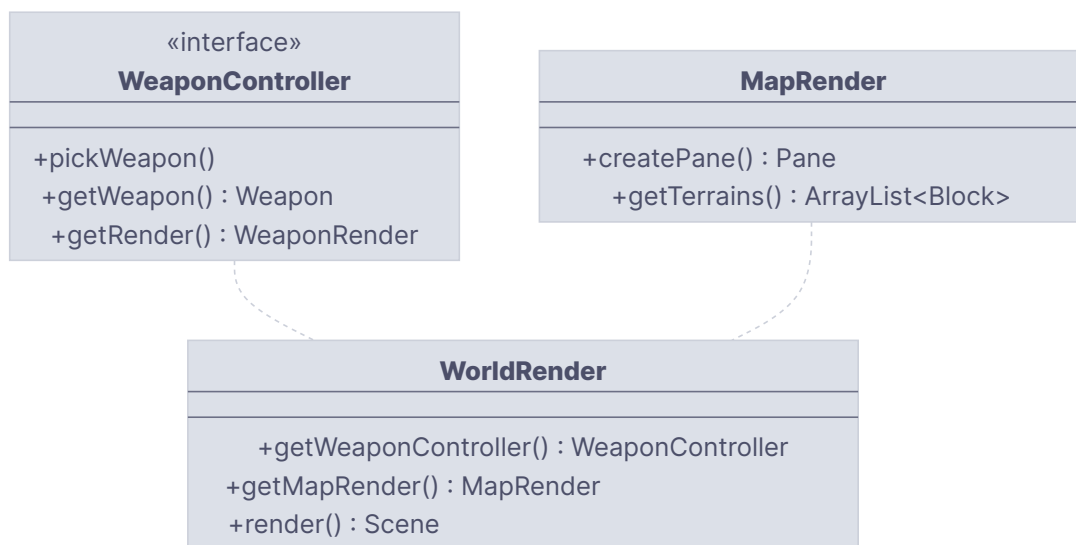 «interface»
WeaponController
+pickWeapon()
+getWeapon() : Weapon
+getRender() : WeaponRender
MapRender
+createPane() : Pane
+getTerrains() : ArrayList<Block>
WorldRender
+getWeaponController() : WeaponController
+getMapRender() : MapRender
+render() : Scene